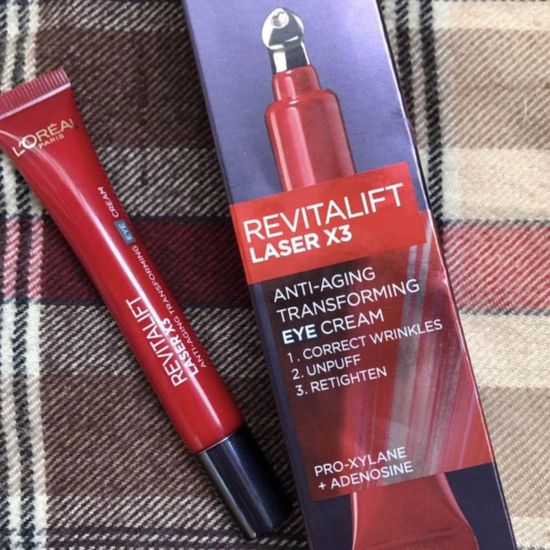 L'ORÉAL
PARIS
REVITALIFT
LASER X3
ANTI-AGING TRANSFORMING EYE CREAM
REVITALIFT
LASER X3
ANTI-AGING
TRANSFORMING
EYE CREAM
1. CORRECT WRINKLES
2. UNPUFF
3. RETIGHTEN
PRO-XYLANE
+ ADENOSINE